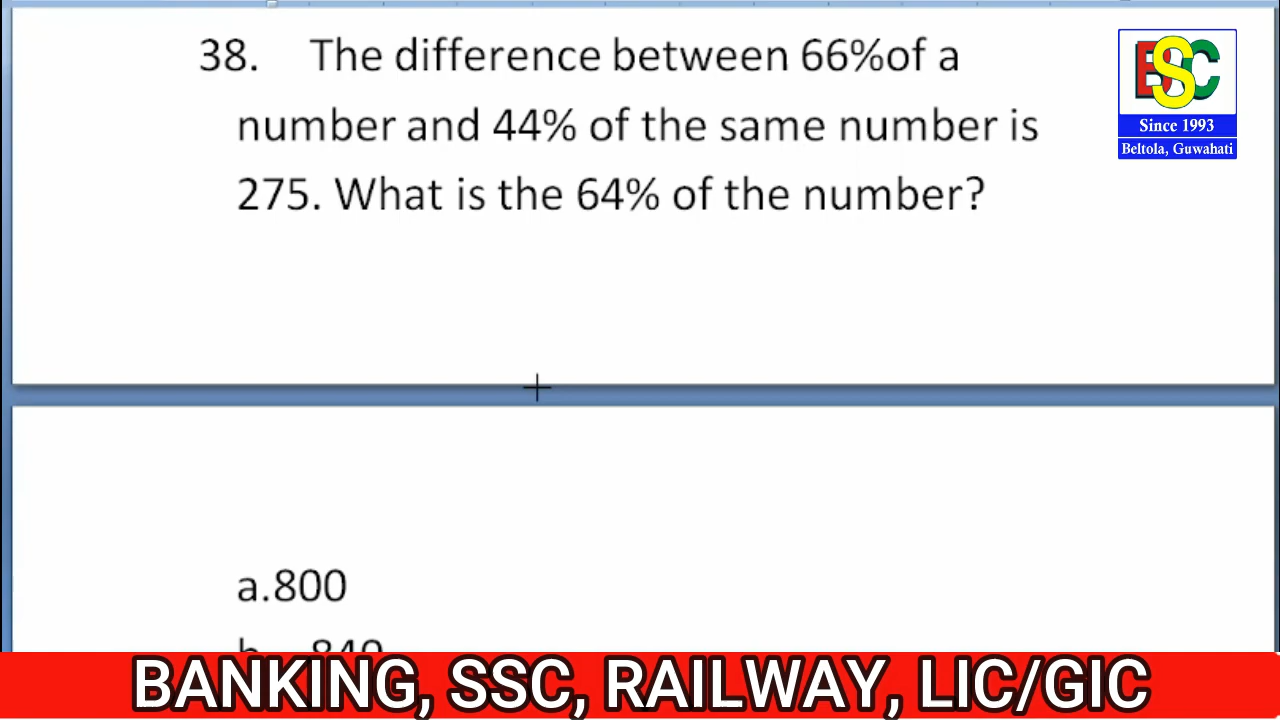 38. The difference between 66%of a
number and 44% of the same number is
275. What is the 64% of the number?
BSC
Since 1993
Beltola, Guwahati
a.800
BANKING, SSC, RAILWAY, LIC/GIC